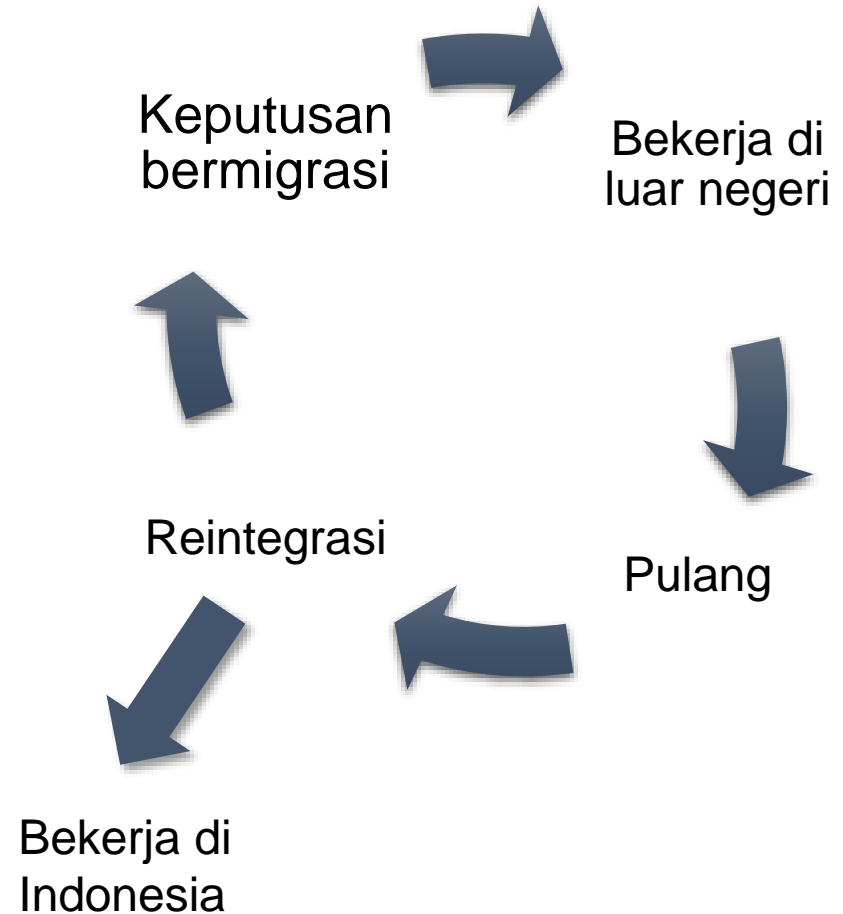 Keputusan
bermigrasi
Bekerja di
luar negeri
Reintegrasi
Pulang
Bekerja di
Indonesia